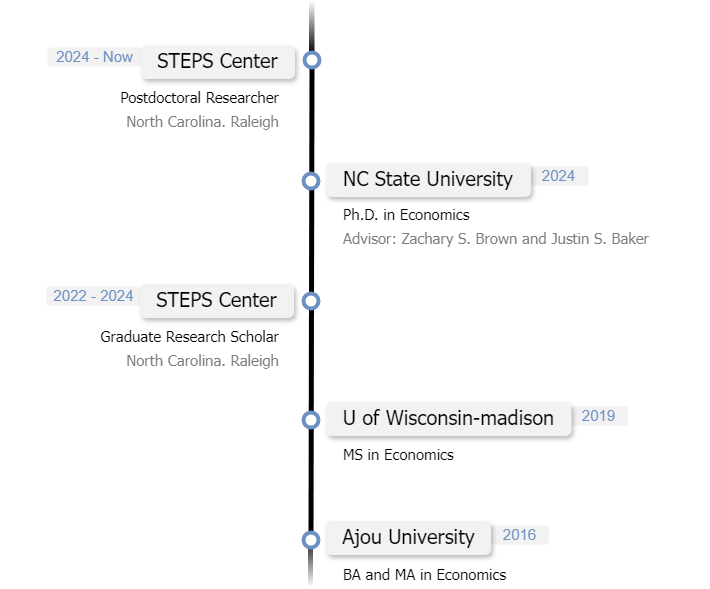 2024 - Now
STEPS Center
Postdoctoral Researcher
North Carolina. Raleigh
NC State University
2024
Ph.D. in Economics
Advisor: Zachary S. Brown and Justin S. Baker
2022 - 2024
STEPS Center
Graduate Research Scholar
North Carolina. Raleigh
U of Wisconsin-madison
2019
MS in Economics
Ajou University
2016
BA and MA in Economics